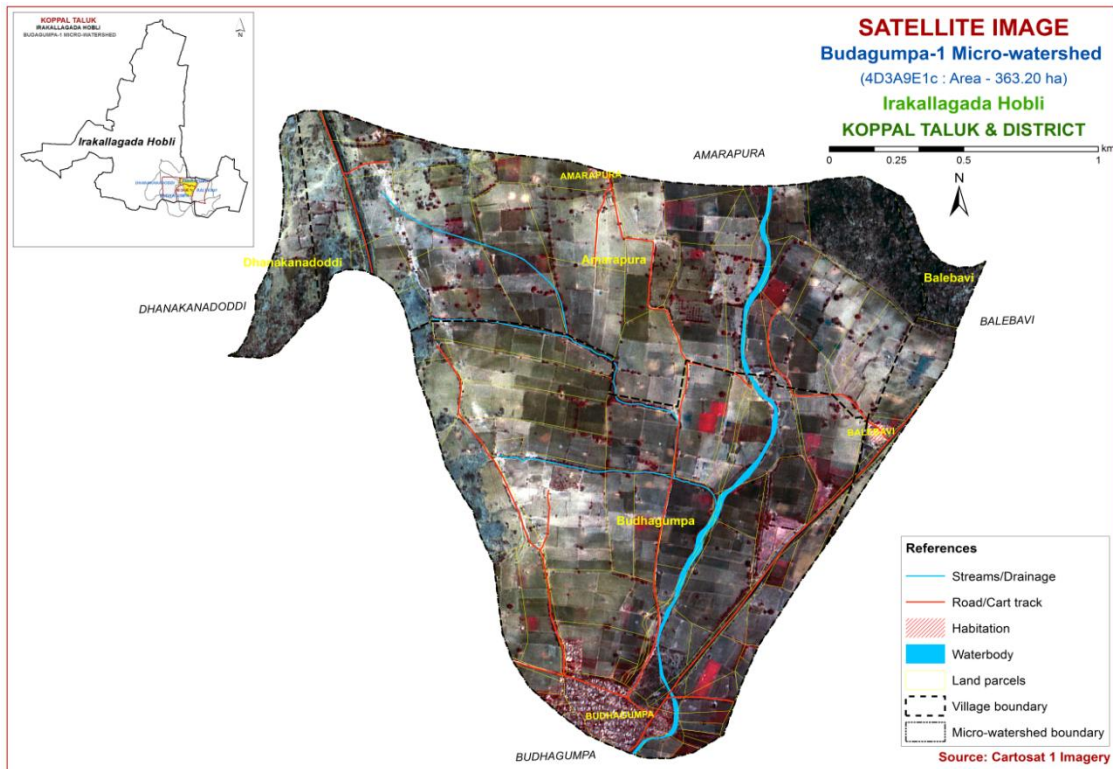 KOPPAL TALUK
IRAKALLAGADA HOBLI
BUDAGUMPA-1 MICRO-WATERSHED
N
Irakallagada Hobli
SATELLITE IMAGE
Budagumpa-1 Micro-watershed
(4D3A9E1c : Area - 363.20 ha)
Irakallagada Hobli
KOPPAL TALUK & DISTRICT
km
0 0.25 0.5 1
N
AMARAPURA
AMARAPURA
Dhanakanadoddi
Amarapura
Balebavi
DHANAKANADODDI
BALEBAVI
BALEBAVI
Budhagumpa
BUDHAGUMPA
BUDHAGUMPA
References
Streams/Drainage
Road/Cart track
Habitation
Waterbody
Land parcels
Village boundary
Micro-watershed boundary
Source: Cartosat 1 Imagery